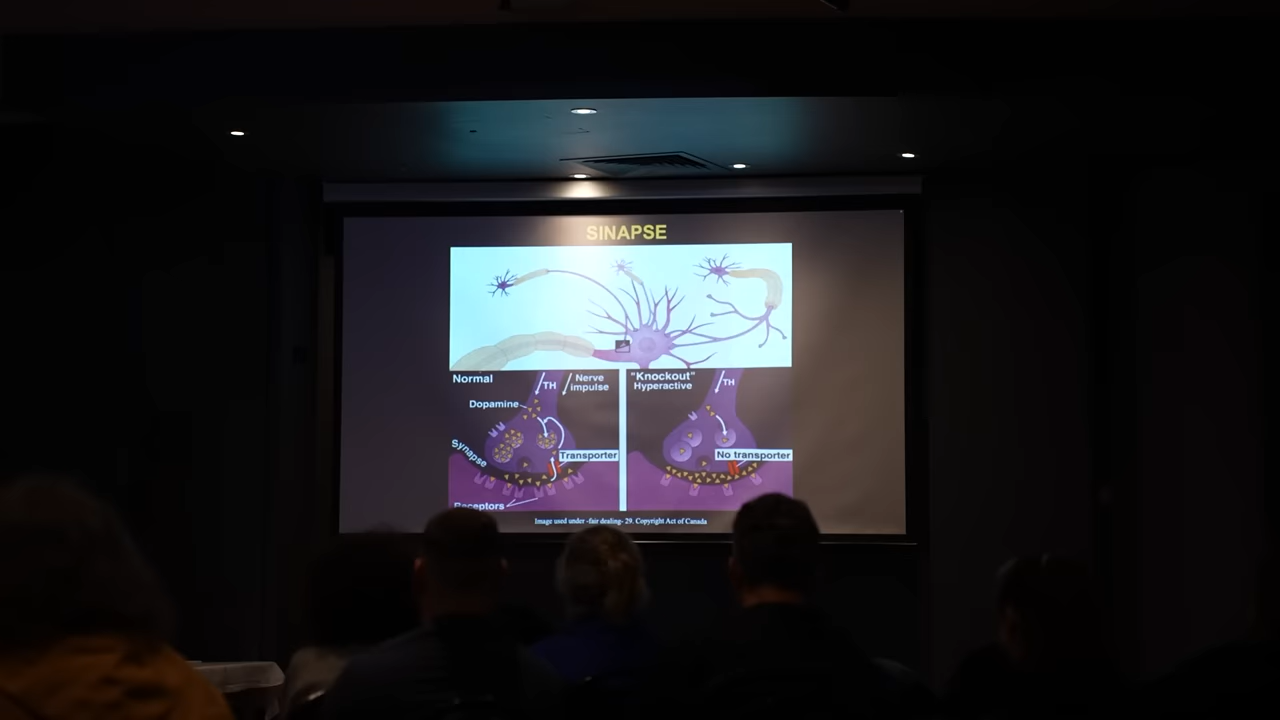 SINAPSE
Normal
TH
Nerve
impulse
Dopamine
Synapse
Transporter
Receptors
"Knockout"
Hyperactive
TH
No transporter
Image used under -fair dealing- 29. Copyright Act of Canada